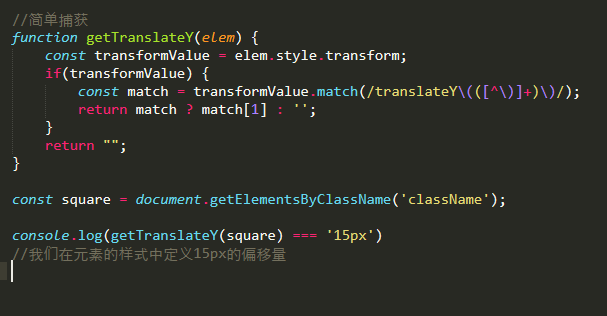 //简单捕获
function getTranslateY(elem) {
    const transformValue = elem.style.transform;
    if(transformValue) {
        const match = transformValue.match(/translateY\(([^\)]+)\)/);
        return match ? match[1] : '';
    }
    return "";
}

const square = document.getElementsByClassName('className');

console.log(getTranslateY(square) === '15px')
//我们在元素的样式中定义15px的偏移量